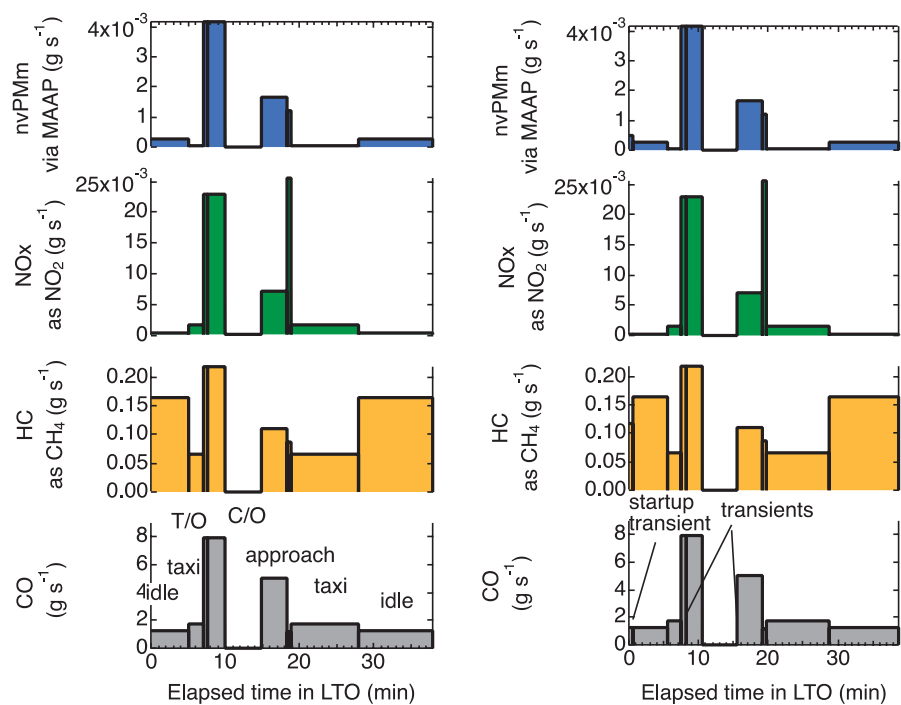 4x10⁻³
3
2
1
0
nvPMm
via MAAP (g s⁻¹)
25x10⁻³
20
15
10
5
0
NOx
as NO₂ (g s⁻¹)
0.20
0.15
0.10
0.05
0.00
HC
as CH₄ (g s⁻¹)
T/O
C/O
8
6
4
2
0
CO
(g s⁻¹)
taxi
idle
approach
taxi
idle
0 10 20 30
Elapsed time in LTO (min)
4x10⁻³
3
2
1
0
nvPMm
via MAAP (g s⁻¹)
25x10⁻³
20
15
10
5
0
NOx
as NO₂ (g s⁻¹)
0.20
0.15
0.10
0.05
0.00
HC
as CH₄ (g s⁻¹)
startup
transient
transients
8
6
4
2
0
CO
(g s⁻¹)
0 10 20 30
Elapsed time in LTO (min)